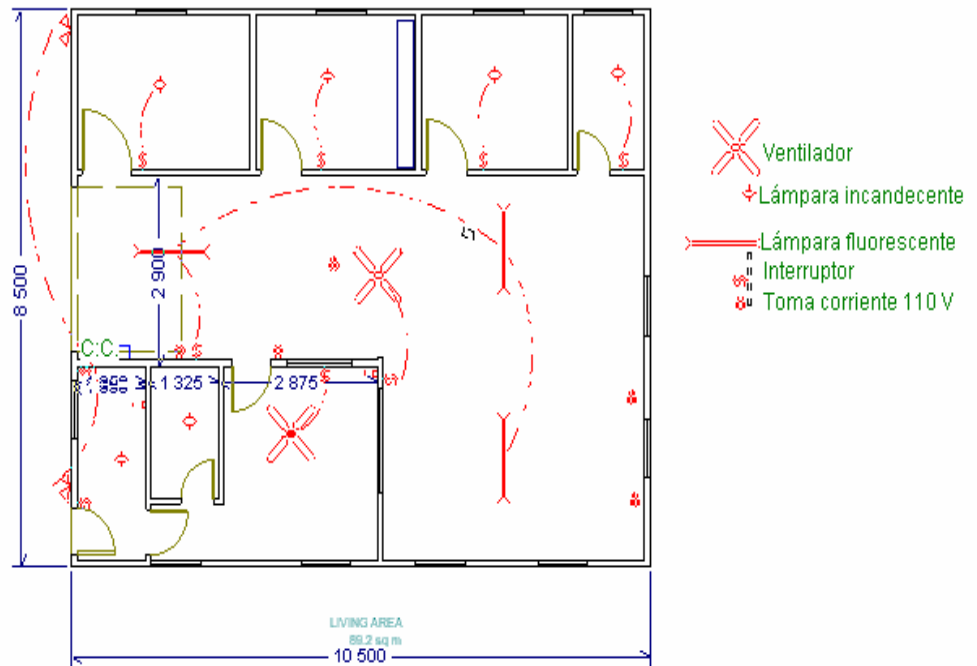 Ventilador
Lámpara incandecente
Lámpara fluorescente
Interruptor
Toma corriente 110 V
8 500
2 900
C.C.
1 325
2 875
LIVING AREA
89.2 sq m
10 500